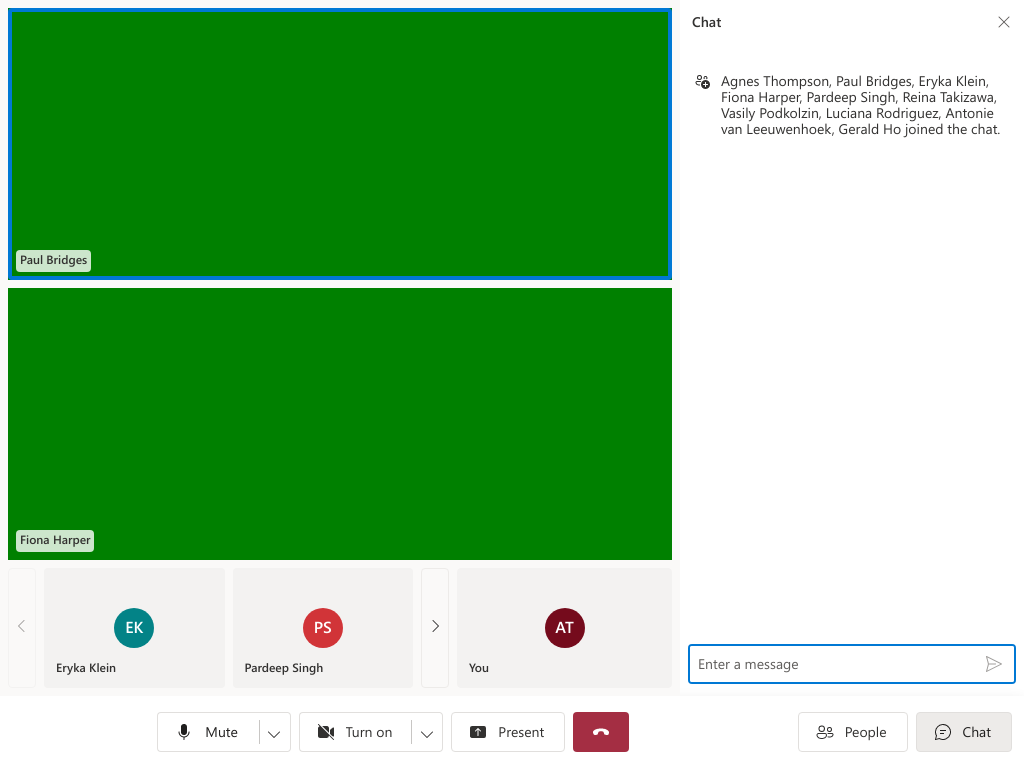 Chat
Agnes Thompson, Paul Bridges, Eryka Klein,
Fiona Harper, Pardeep Singh, Reina Takizawa,
Vasily Podkolzin, Luciana Rodriguez, Antonie
van Leeuwenhoek, Gerald Ho joined the chat.
Paul Bridges
Fiona Harper
EK
Eryka Klein
PS
Pardeep Singh
AT
You
Enter a message
Mute
Turn on
Present
People
Chat